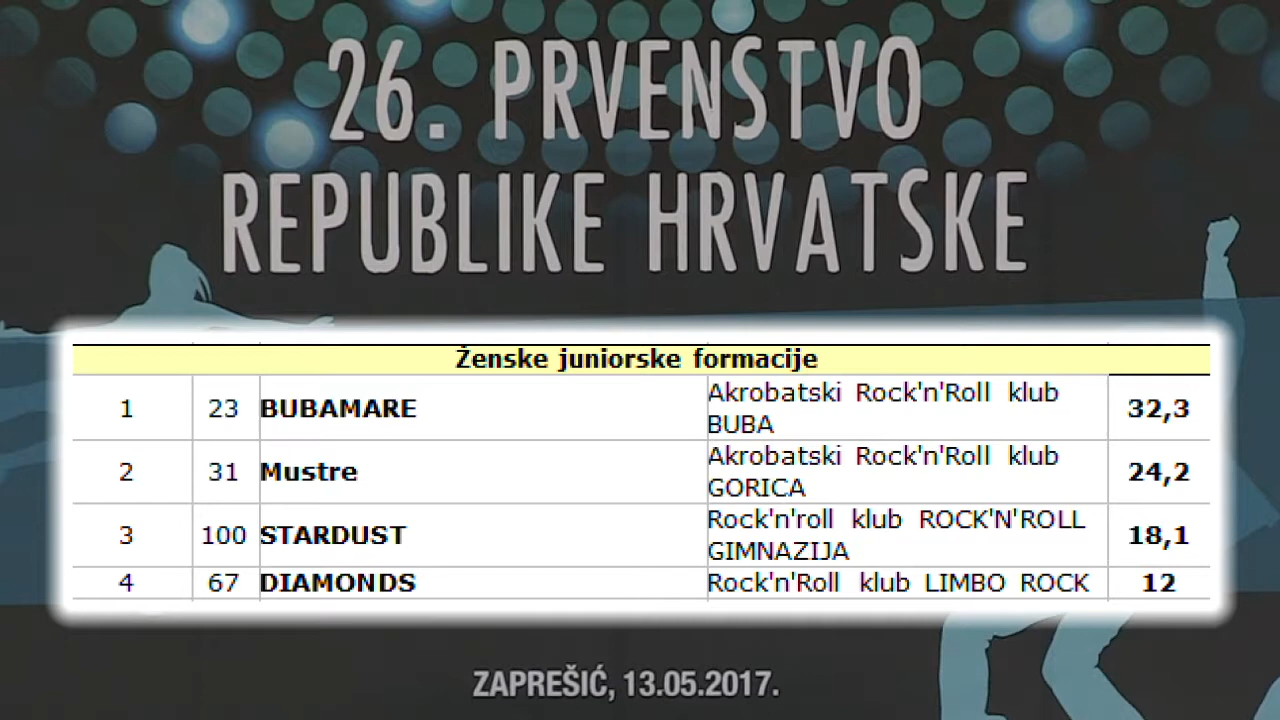 26. PRVENSTVO
REPUBLIKE HRVATSKE
Ženske juniorske formacije
1 23 BUBAMARE Akrobatski Rock'n'Roll klub BUBA 32,3
2 31 Mustre Akrobatski Rock'n'Roll klub GORICA 24,2
3 100 STARDUST Rock'n'roll klub ROCK'N'ROLL GIMNAZIJA 18,1
4 67 DIAMONDS Rock'n'Roll klub LIMBO ROCK 12
ZAPREŠIĆ, 13.05.2017.